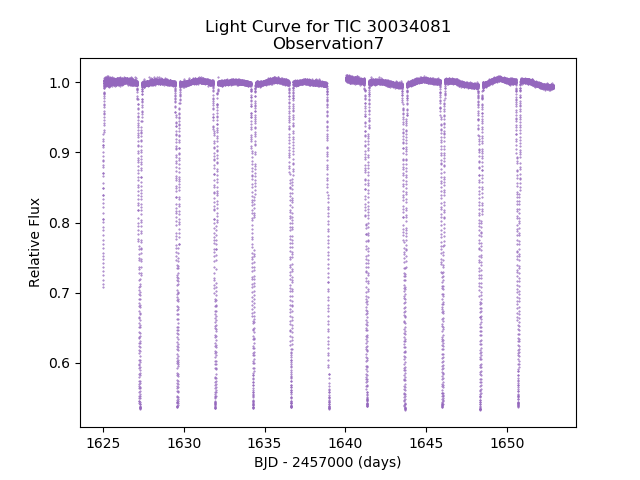 Light Curve for TIC 30034081
Observation7
Relative Flux
1.0
0.9
0.8
0.7
0.6
1625 1630 1635 1640 1645 1650
BJD - 2457000 (days)